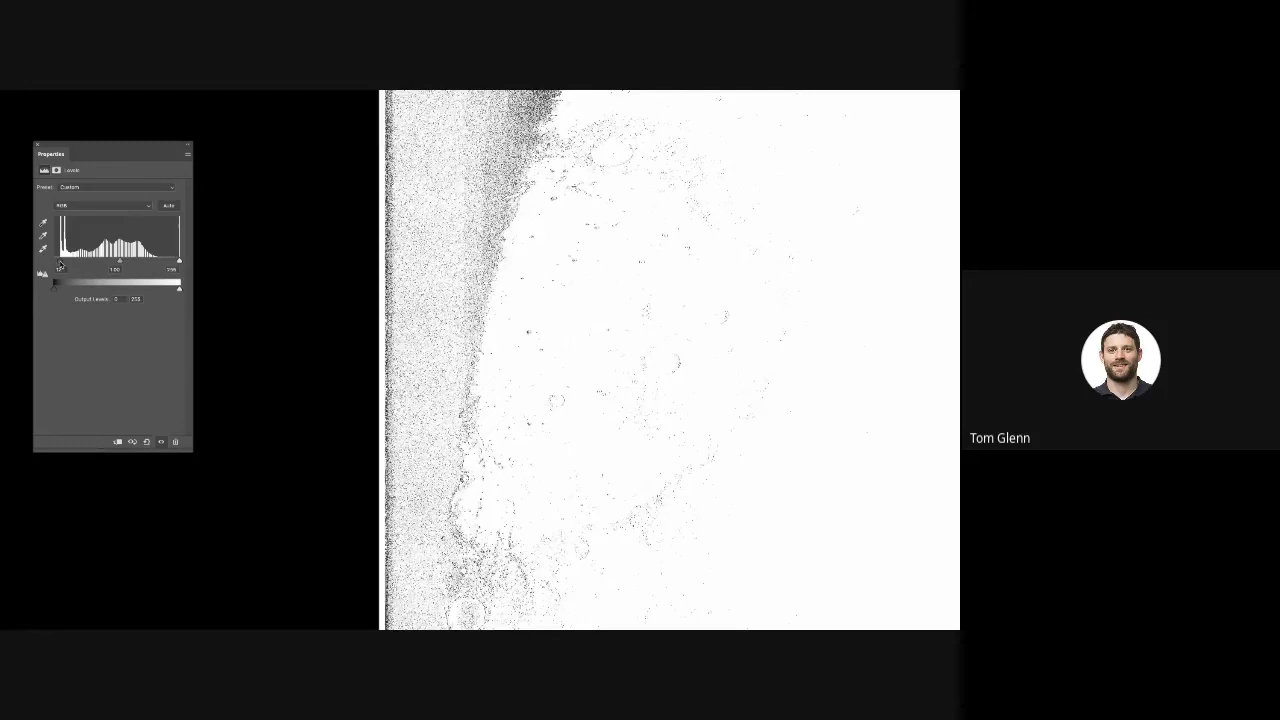 Properties
Levels
Preset: Custom
RGB Auto
1.00 255
Output Levels: 0 255
Tom Glenn